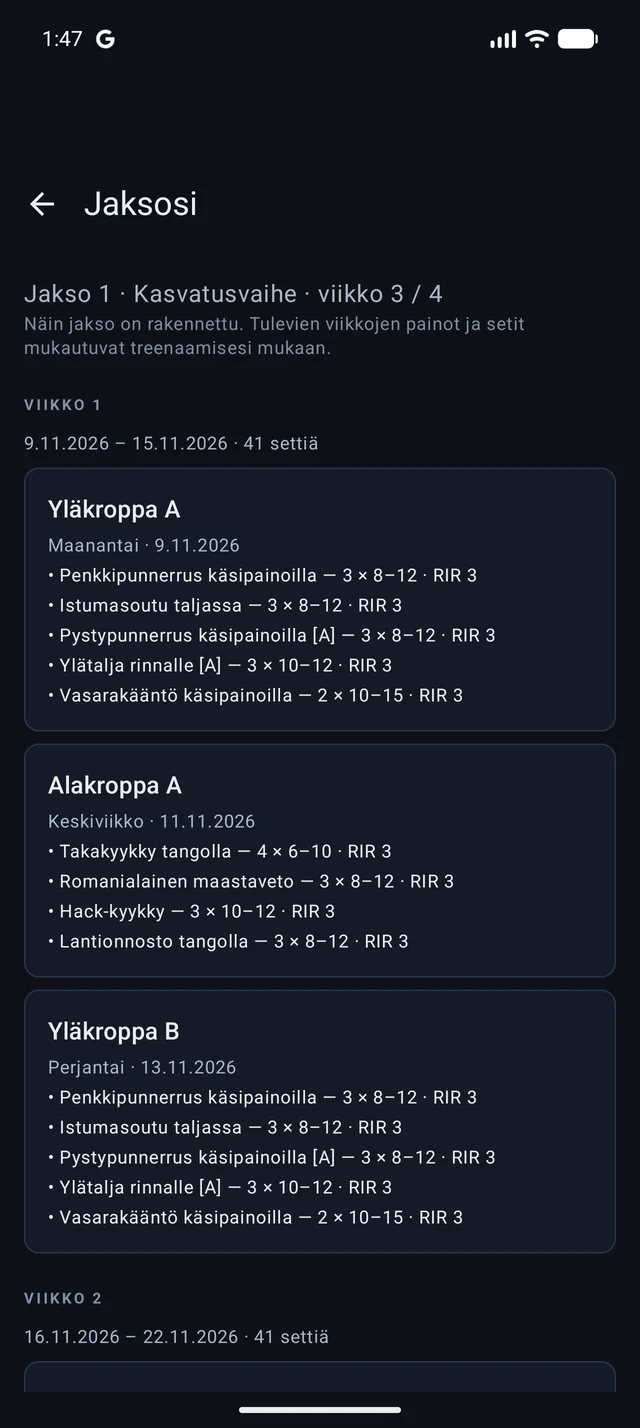 1:47 G
Jaksosi
Jakso 1 · Kasvatusvaihe · viikko 3 / 4
Näin jakso on rakennettu. Tulevien viikkojen painot ja setit
mukautuvat treenaamisesi mukaan.
VIIKKO 1
9.11.2026 – 15.11.2026 · 41 settiä
Yläkroppa A
Maanantai · 9.11.2026
• Penkkipunnerrus käsipainoilla — 3 × 8–12 · RIR 3
• Istumasoutu taljassa — 3 × 8–12 · RIR 3
• Pystypunnerrus käsipainoilla [A] — 3 × 8–12 · RIR 3
• Ylätalja rinnalle [A] — 3 × 10–12 · RIR 3
• Vasarakääntö käsipainoilla — 2 × 10–15 · RIR 3
Alakroppa A
Keskiviikko · 11.11.2026
• Takakyykky tangolla — 4 × 6–10 · RIR 3
• Romanialainen maastaveto — 3 × 8–12 · RIR 3
• Hack-kyykky — 3 × 10–12 · RIR 3
• Lantionnosto tangolla — 3 × 8–12 · RIR 3
Yläkroppa B
Perjantai · 13.11.2026
• Penkkipunnerrus käsipainoilla — 3 × 8–12 · RIR 3
• Istumasoutu taljassa — 3 × 8–12 · RIR 3
• Pystypunnerrus käsipainoilla [A] — 3 × 8–12 · RIR 3
• Ylätalja rinnalle [A] — 3 × 10–12 · RIR 3
• Vasarakääntö käsipainoilla — 2 × 10–15 · RIR 3
VIIKKO 2
16.11.2026 – 22.11.2026 · 41 settiä